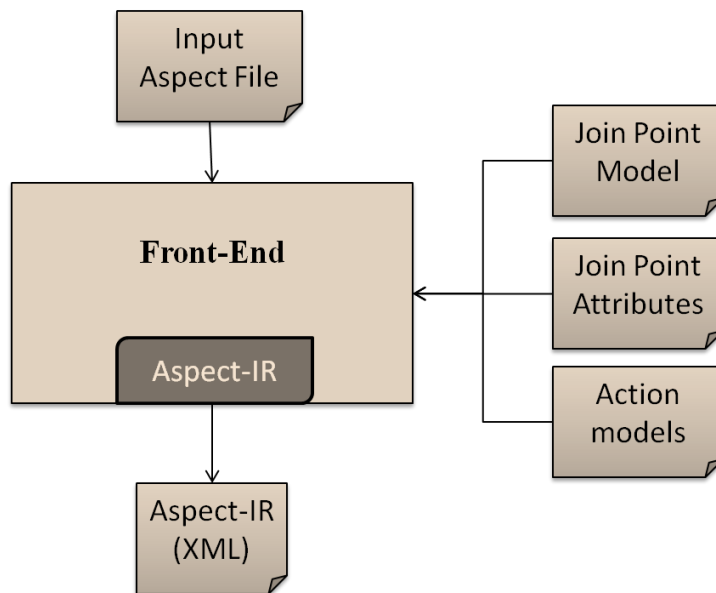 Input
Aspect File
Join Point
Model
Front-End
Join Point
Attributes
Aspect-IR
Action
models
Aspect-IR
(XML)